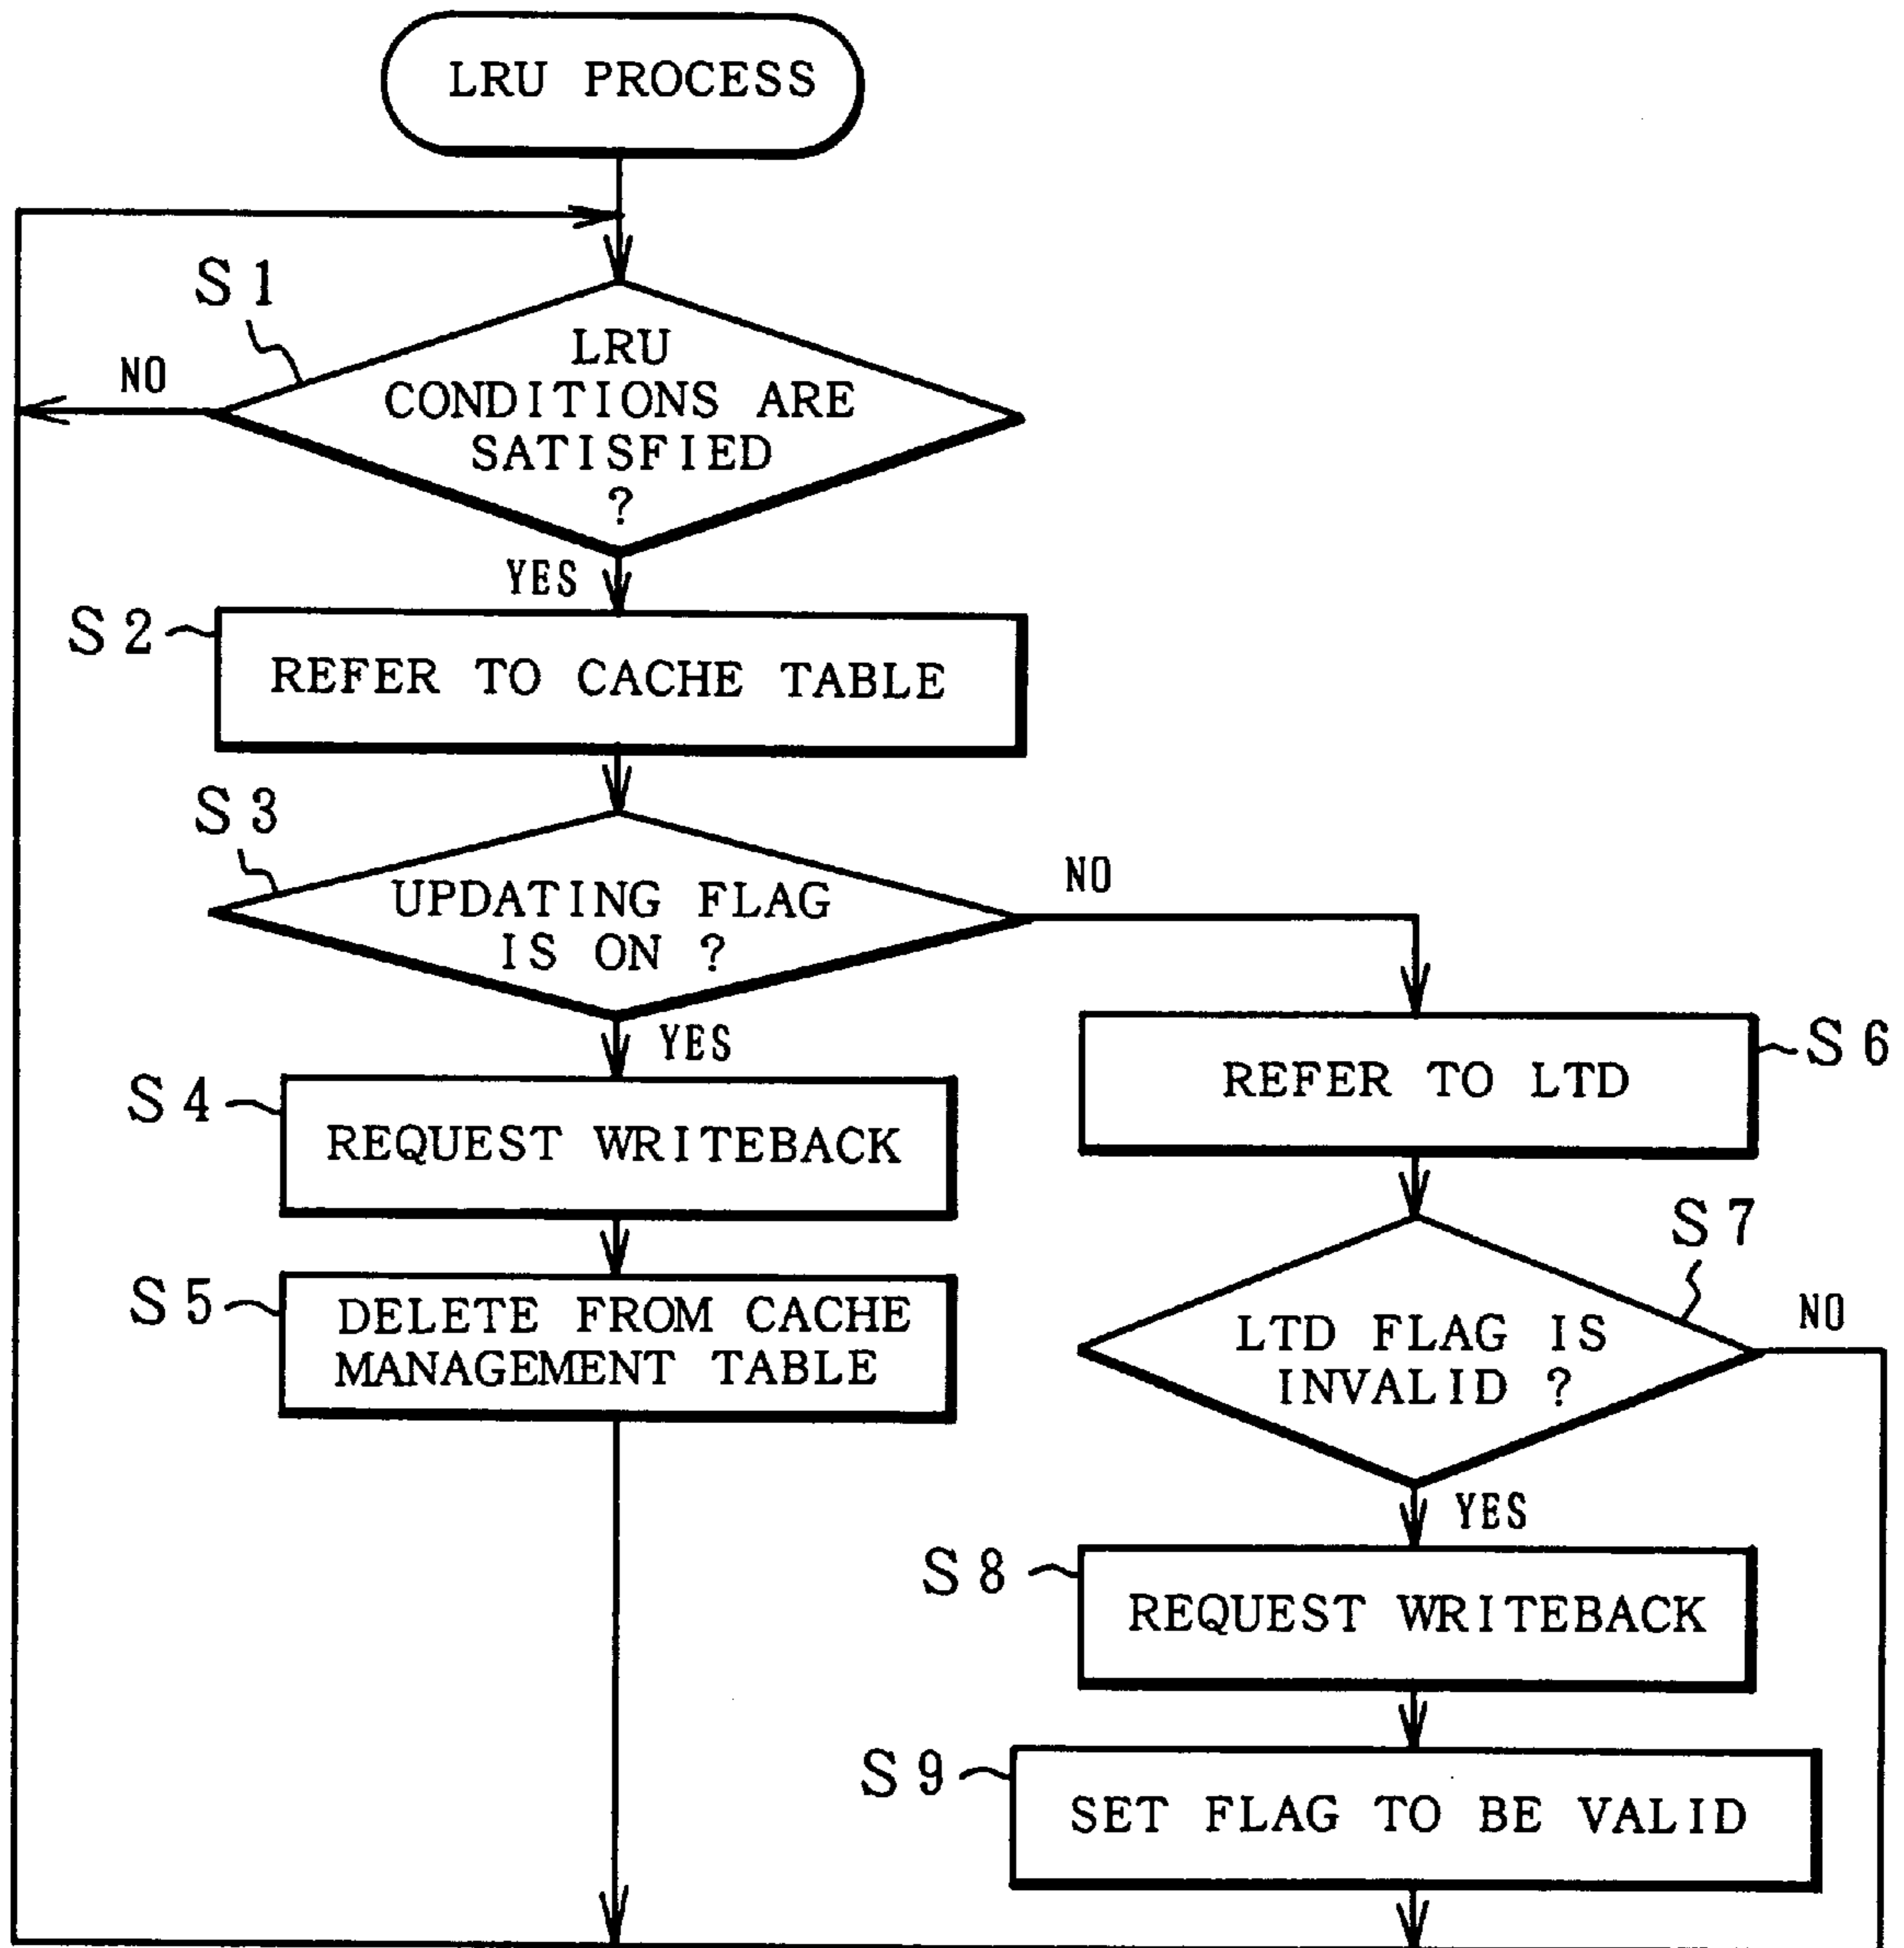 LRU PROCESS
S1
NO
LRU
CONDITIONS ARE
SATISFIED
?
YES
S2
REFER TO CACHE TABLE
S3
UPDATING FLAG
IS ON ?
NO
YES
S4
REQUEST WRITEBACK
S5
DELETE FROM CACHE
MANAGEMENT TABLE
S6
REFER TO LTD
S7
LTD FLAG IS
INVALID ?
NO
YES
S8
REQUEST WRITEBACK
S9
SET FLAG TO BE VALID